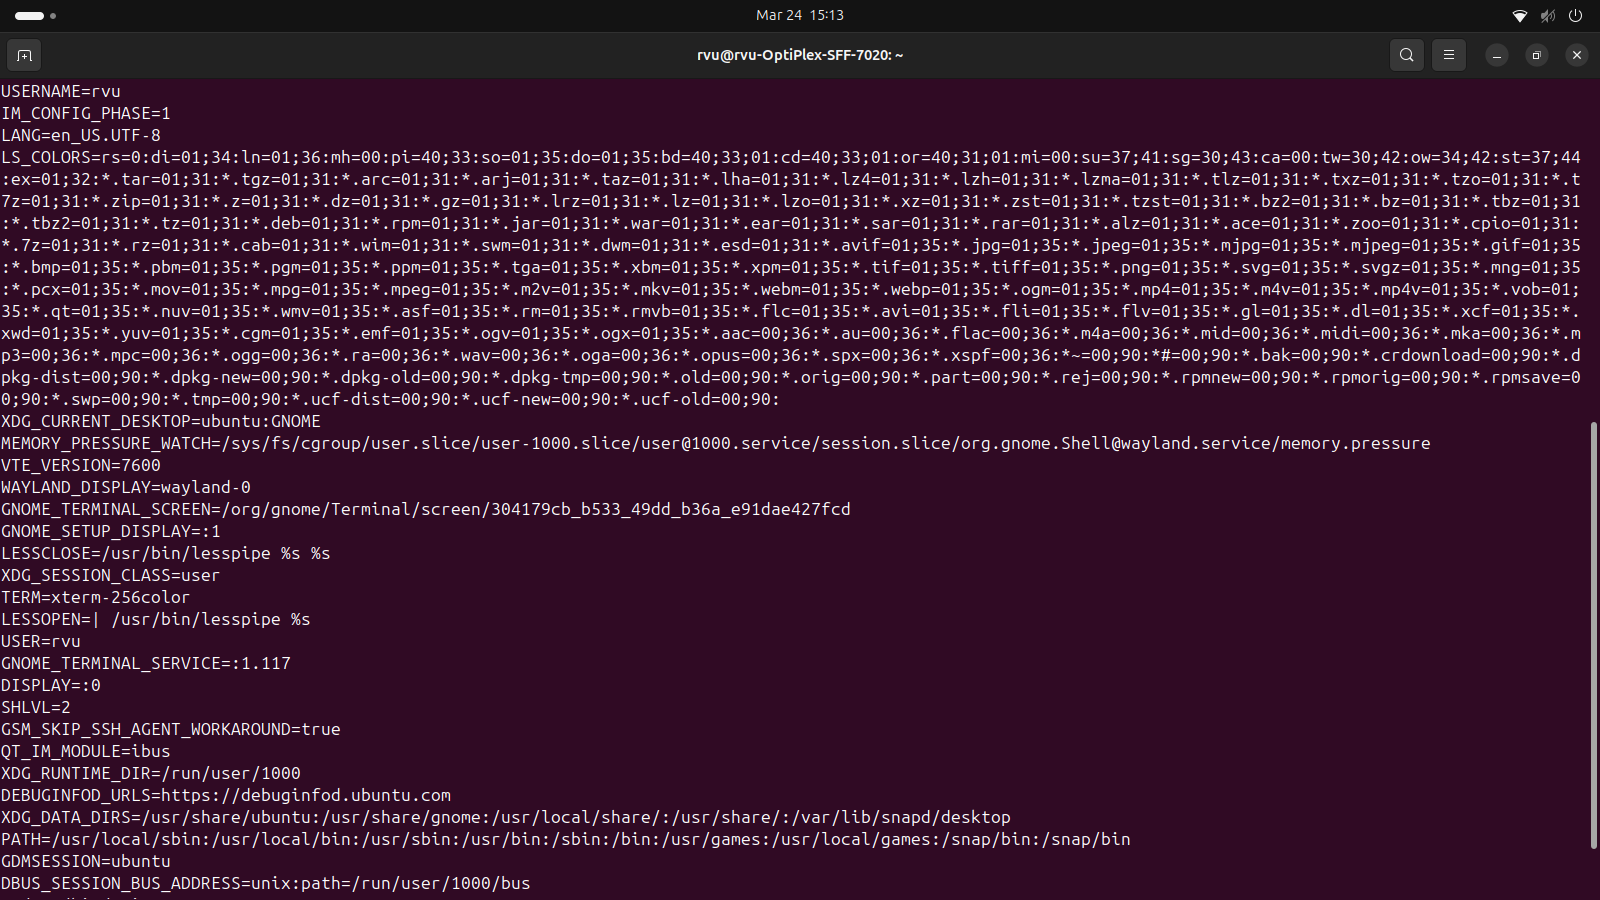 Mar 24 15:13
rvu@rvu-OptiPlex-SFF-7020: ~
USERNAME=rvu
IM_CONFIG_PHASE=1
LANG=en_US.UTF-8
LS_COLORS=rs=0:di=01;34:ln=01;36:mh=00:pi=40;33:so=01;35:do=01;35:bd=40;33;01:cd=40;33;01:or=40;31;01:mi=00:su=37;41:sg=30;43:ca=00:tw=30;42:ow=34;42:st=37;44
:ex=01;32:*.tar=01;31:*.tgz=01;31:*.arc=01;31:*.arj=01;31:*.taz=01;31:*.lha=01;31:*.lz4=01;31:*.lzh=01;31:*.lzma=01;31:*.tlz=01;31:*.txz=01;31:*.tzo=01;31:*.t
7z=01;31:*.zip=01;31:*.z=01;31:*.dz=01;31:*.gz=01;31:*.lrz=01;31:*.lz=01;31:*.lzo=01;31:*.xz=01;31:*.zst=01;31:*.tzst=01;31:*.bz2=01;31:*.bz=01;31:*.tbz=01;31
:*.tbz2=01;31:*.tz=01;31:*.deb=01;31:*.rpm=01;31:*.jar=01;31:*.war=01;31:*.ear=01;31:*.sar=01;31:*.rar=01;31:*.alz=01;31:*.ace=01;31:*.zoo=01;31:*.cpio=01;31:
*.7z=01;31:*.rz=01;31:*.cab=01;31:*.wim=01;31:*.swm=01;31:*.dwm=01;31:*.esd=01;31:*.avif=01;35:*.jpg=01;35:*.jpeg=01;35:*.mjpg=01;35:*.mjpeg=01;35:*.gif=01;35
:*.bmp=01;35:*.pbm=01;35:*.pgm=01;35:*.ppm=01;35:*.tga=01;35:*.xbm=01;35:*.xpm=01;35:*.tif=01;35:*.tiff=01;35:*.png=01;35:*.svg=01;35:*.svgz=01;35:*.mng=01;35
:*.pcx=01;35:*.mov=01;35:*.mpg=01;35:*.mpeg=01;35:*.m2v=01;35:*.mkv=01;35:*.webm=01;35:*.webp=01;35:*.ogm=01;35:*.mp4=01;35:*.m4v=01;35:*.mp4v=01;35:*.vob=01;
35:*.qt=01;35:*.nuv=01;35:*.wmv=01;35:*.asf=01;35:*.rm=01;35:*.rmvb=01;35:*.flc=01;35:*.avi=01;35:*.fli=01;35:*.flv=01;35:*.gl=01;35:*.dl=01;35:*.xcf=01;35:*.
xwd=01;35:*.yuv=01;35:*.cgm=01;35:*.emf=01;35:*.ogv=01;35:*.ogx=01;35:*.aac=00;36:*.au=00;36:*.flac=00;36:*.m4a=00;36:*.mid=00;36:*.midi=00;36:*.mka=00;36:*.m
p3=00;36:*.mpc=00;36:*.ogg=00;36:*.ra=00;36:*.wav=00;36:*.oga=00;36:*.opus=00;36:*.spx=00;36:*.xspf=00;36:*~=00;90:*#=00;90:*.bak=00;90:*.crdownload=00;90:*.d
pkg-dist=00;90:*.dpkg-new=00;90:*.dpkg-old=00;90:*.dpkg-tmp=00;90:*.old=00;90:*.orig=00;90:*.part=00;90:*.rej=00;90:*.rpmnew=00;90:*.rpmorig=00;90:*.rpmsave=0
0;90:*.swp=00;90:*.tmp=00;90:*.ucf-dist=00;90:*.ucf-new=00;90:*.ucf-old=00;90:
XDG_CURRENT_DESKTOP=ubuntu:GNOME
MEMORY_PRESSURE_WATCH=/sys/fs/cgroup/user.slice/user-1000.slice/user@1000.service/session.slice/org.gnome.Shell@wayland.service/memory.pressure
VTE_VERSION=7600
WAYLAND_DISPLAY=wayland-0
GNOME_TERMINAL_SCREEN=/org/gnome/Terminal/screen/304179cb_b533_49dd_b36a_e91dae427fcd
GNOME_SETUP_DISPLAY=:1
LESSCLOSE=/usr/bin/lesspipe %s %s
XDG_SESSION_CLASS=user
TERM=xterm-256color
LESSOPEN=| /usr/bin/lesspipe %s
USER=rvu
GNOME_TERMINAL_SERVICE=:1.117
DISPLAY=:0
SHLVL=2
GSM_SKIP_SSH_AGENT_WORKAROUND=true
QT_IM_MODULE=ibus
XDG_RUNTIME_DIR=/run/user/1000
DEBUGINFOD_URLS=https://debuginfod.ubuntu.com
XDG_DATA_DIRS=/usr/share/ubuntu:/usr/share/gnome:/usr/local/share/:/usr/share/:/var/lib/snapd/desktop
PATH=/usr/local/sbin:/usr/local/bin:/usr/sbin:/usr/bin:/sbin:/bin:/usr/games:/usr/local/games:/snap/bin:/snap/bin
GDMSESSION=ubuntu
DBUS_SESSION_BUS_ADDRESS=unix:path=/run/user/1000/bus